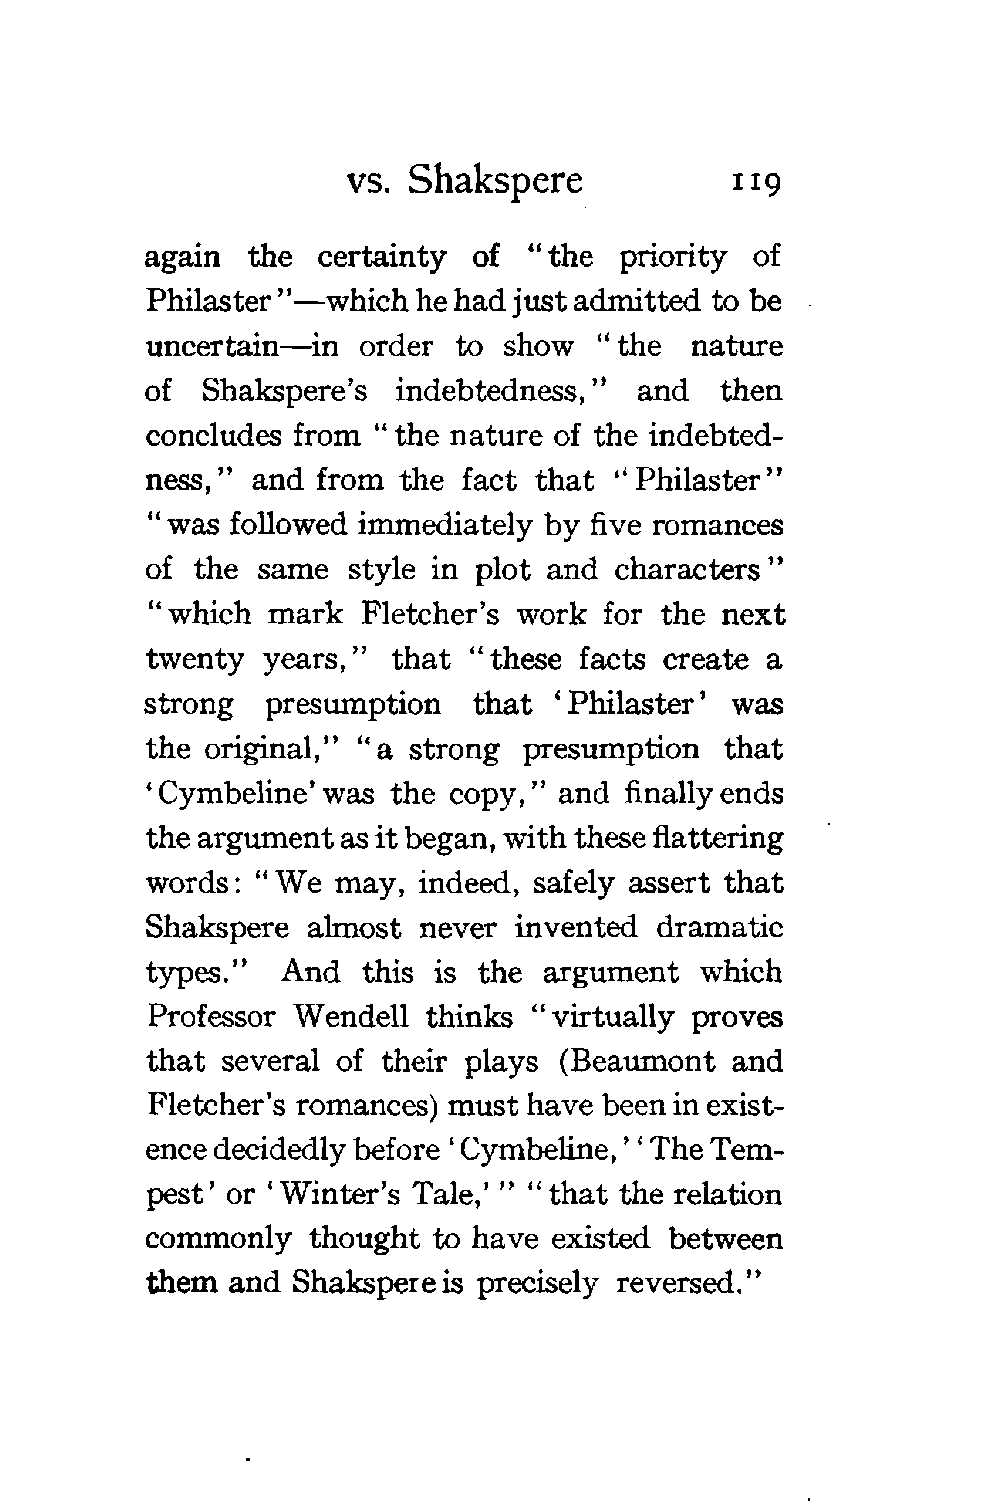 vs. Shakspere 119
again the certainty of "the priority of
Philaster"—which he had just admitted to be
uncertain—in order to show "the nature
of Shakspere's indebtedness," and then
concludes from "the nature of the indebted-
ness," and from the fact that "Philaster"
"was followed immediately by five romances
of the same style in plot and characters"
"which mark Fletcher's work for the next
twenty years," that "these facts create a
strong presumption that 'Philaster' was
the original," "a strong presumption that
'Cymbeline' was the copy," and finally ends
the argument as it began, with these flattering
words: "We may, indeed, safely assert that
Shakspere almost never invented dramatic
types." And this is the argument which
Professor Wendell thinks "virtually proves
that several of their plays (Beaumont and
Fletcher's romances) must have been in exist-
ence decidedly before 'Cymbeline,' 'The Tem-
pest' or 'Winter's Tale,'" "that the relation
commonly thought to have existed between
them and Shakspere is precisely reversed."